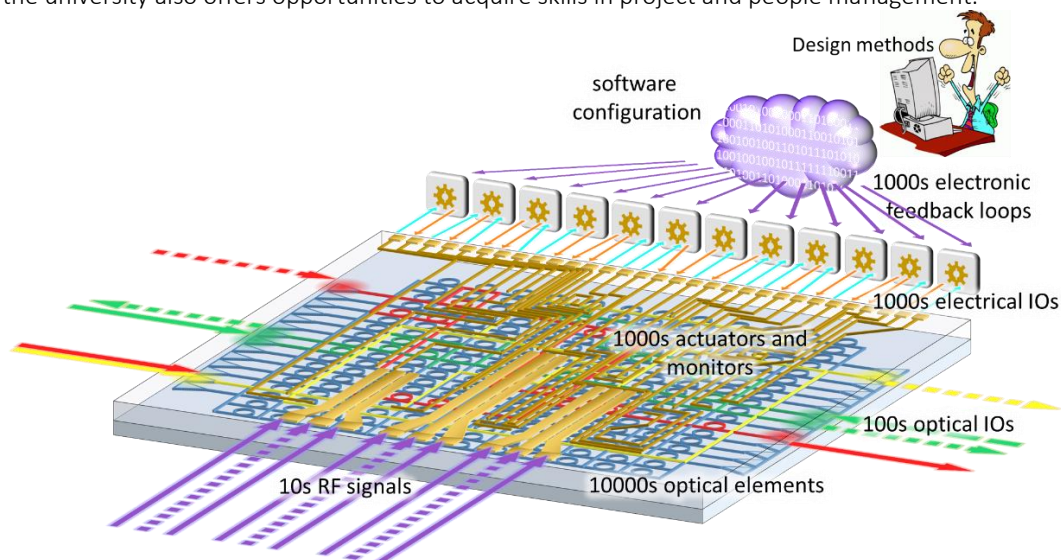 the university also offers opportunities to acquire skills in project and people management.
Design methods
software
configuration
1000s electronic
feedback loops
1000s electrical IOs
1000s actuators and
monitors
100s optical IOs
10s RF signals
10000s optical elements